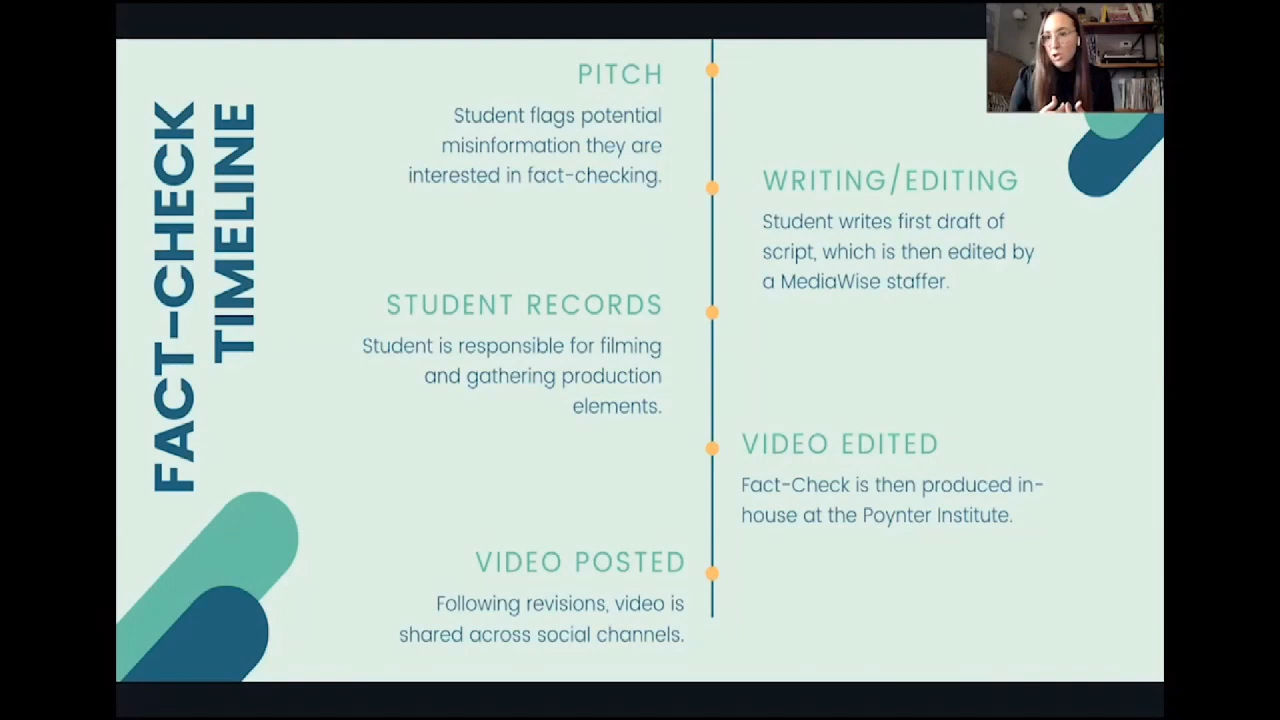 FACT-CHECK
TIMELINE
PITCH
Student flags potential
misinformation they are
interested in fact-checking.
WRITING/EDITING
Student writes first draft of
script, which is then edited by
a MediaWise staffer.
STUDENT RECORDS
Student is responsible for filming
and gathering production
elements.
VIDEO EDITED
Fact-Check is then produced in-
house at the Poynter Institute.
VIDEO POSTED
Following revisions, video is
shared across social channels.